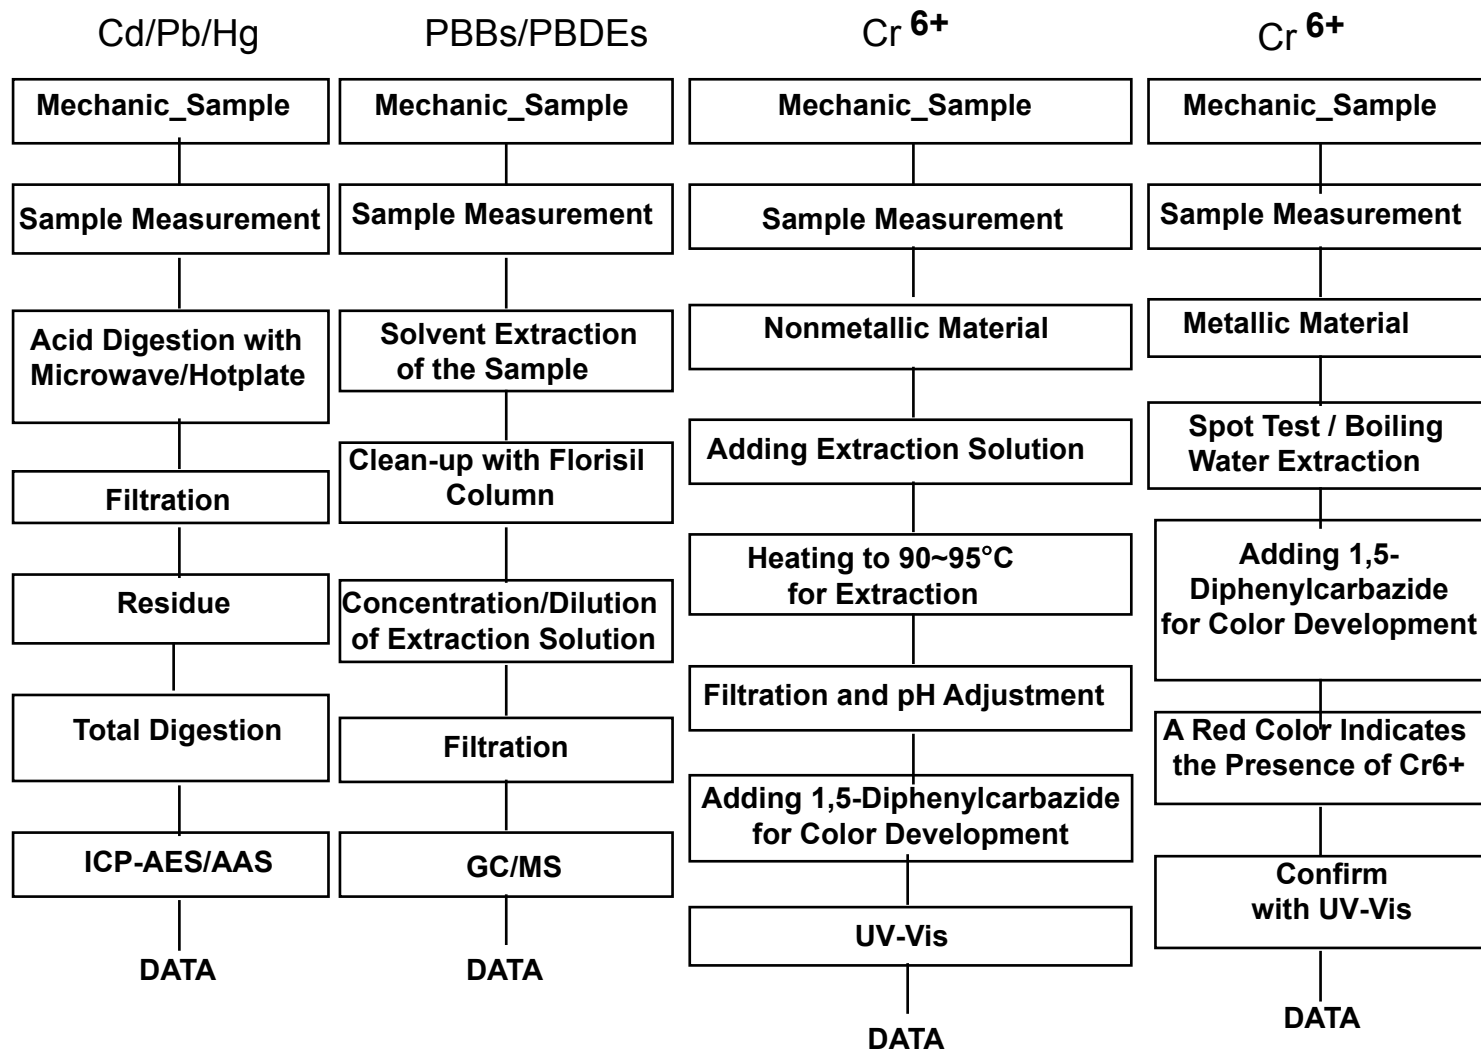 Cd/Pb/Hg
Mechanic_Sample
Sample Measurement
Acid Digestion with
Microwave/Hotplate
Filtration
Residue
Total Digestion
ICP-AES/AAS
DATA
PBBs/PBDEs
Mechanic_Sample
Sample Measurement
Solvent Extraction
of the Sample
Clean-up with Florisil
Column
Concentration/Dilution
of Extraction Solution
Filtration
GC/MS
DATA
Cr 6+
Mechanic_Sample
Sample Measurement
Nonmetallic Material
Adding Extraction Solution
Heating to 90~95°C
for Extraction
Filtration and pH Adjustment
Adding 1,5-Diphenylcarbazide
for Color Development
UV-Vis
DATA
Cr 6+
Mechanic_Sample
Sample Measurement
Metallic Material
Spot Test / Boiling
Water Extraction
Adding 1,5-
Diphenylcarbazide
for Color Development
A Red Color Indicates
the Presence of Cr6+
Confirm
with UV-Vis
DATA